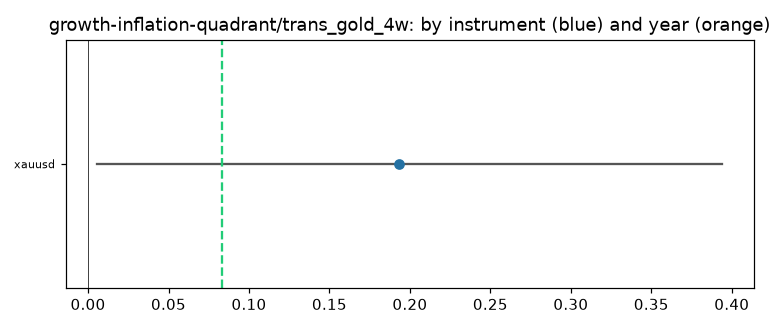 growth-inflation-quadrant/trans_gold_4w: by instrument (blue) and year (orange)
xauusd
0.00 0.05 0.10 0.15 0.20 0.25 0.30 0.35 0.40